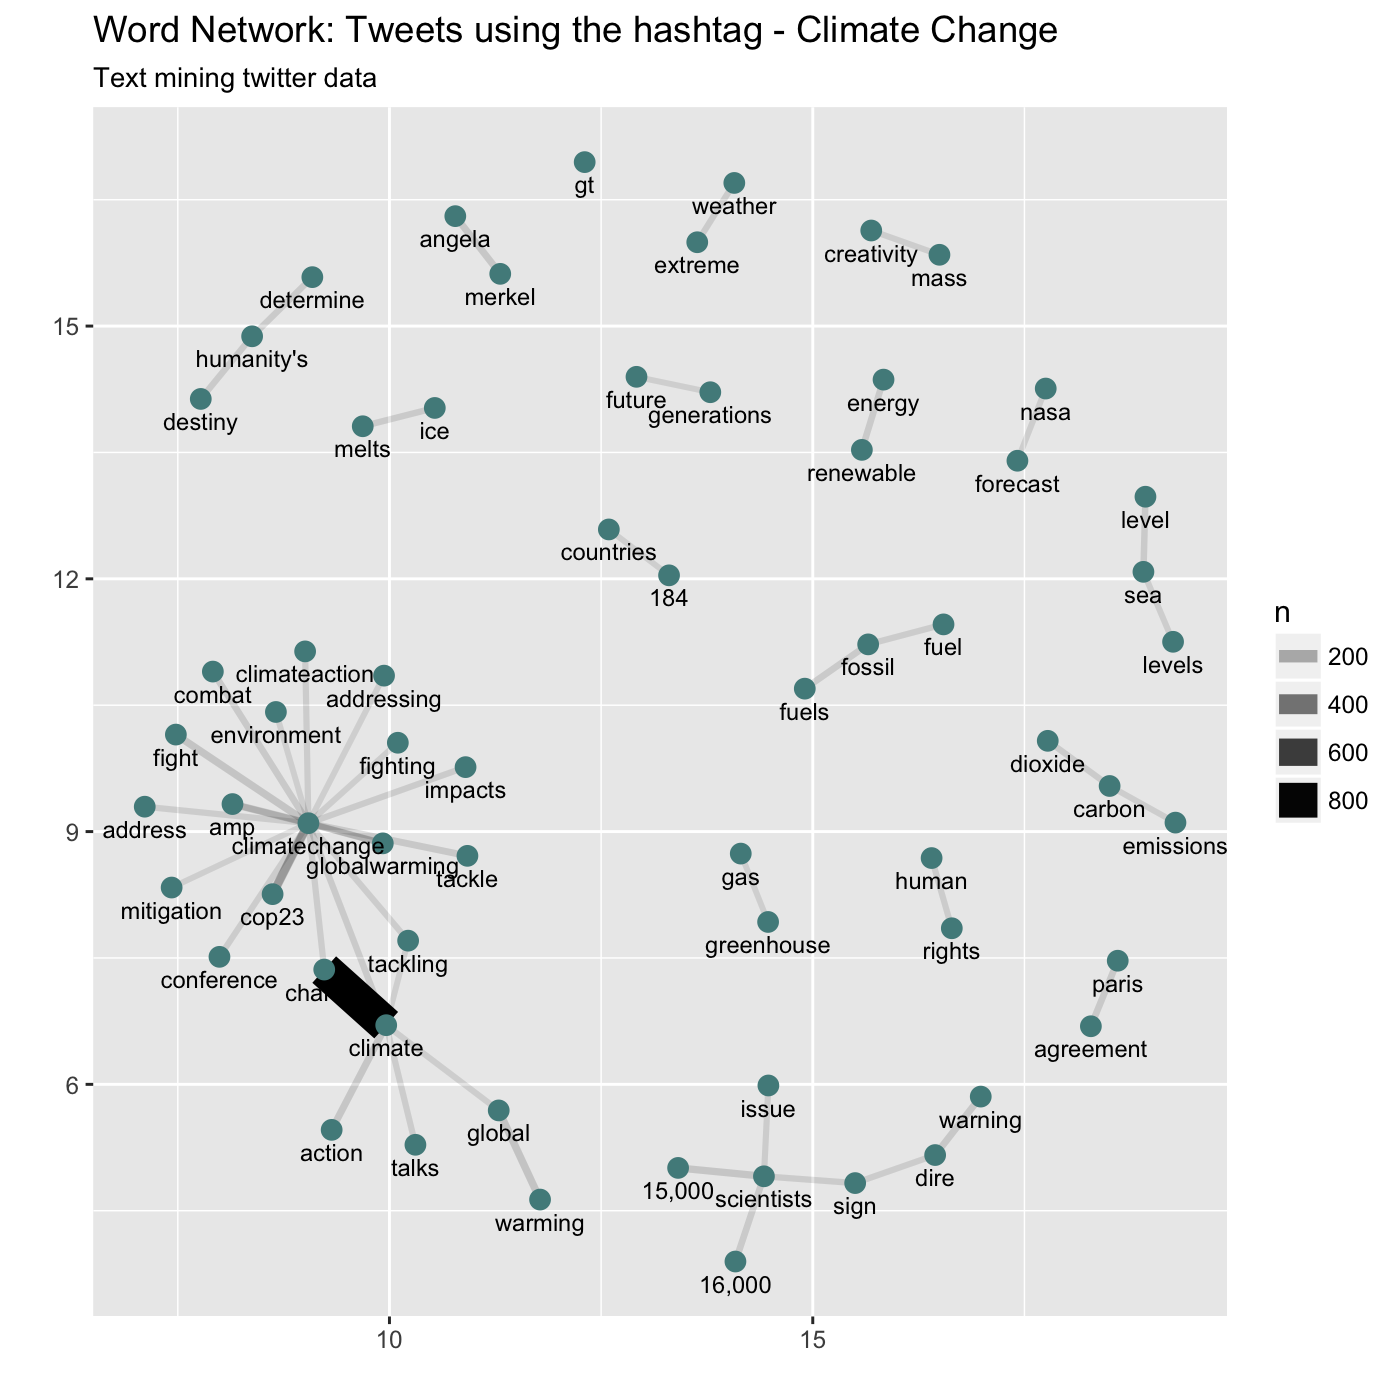 Word Network: Tweets using the hashtag - Climate Change
Text mining twitter data
gt
weather
angela
creativity
extreme
mass
merkel
determine
15
humanity's
future
energy
generations
nasa
destiny
ice
melts
renewable
forecast
level
countries
12
184
sea
n
fuel
200
fossil
levels
climateaction
combat
addressing
400
fuels
environment
fight
600
fighting
dioxide
impacts
800
carbon
address
amp
9
climatechange
emissions
globalwarming
tackle
gas
human
mitigation
cop23
greenhouse
rights
tackling
conference
paris
climate
agreement
6
issue
warning
global
action
talks
dire
15,000
scientists
sign
warming
16,000
10
15